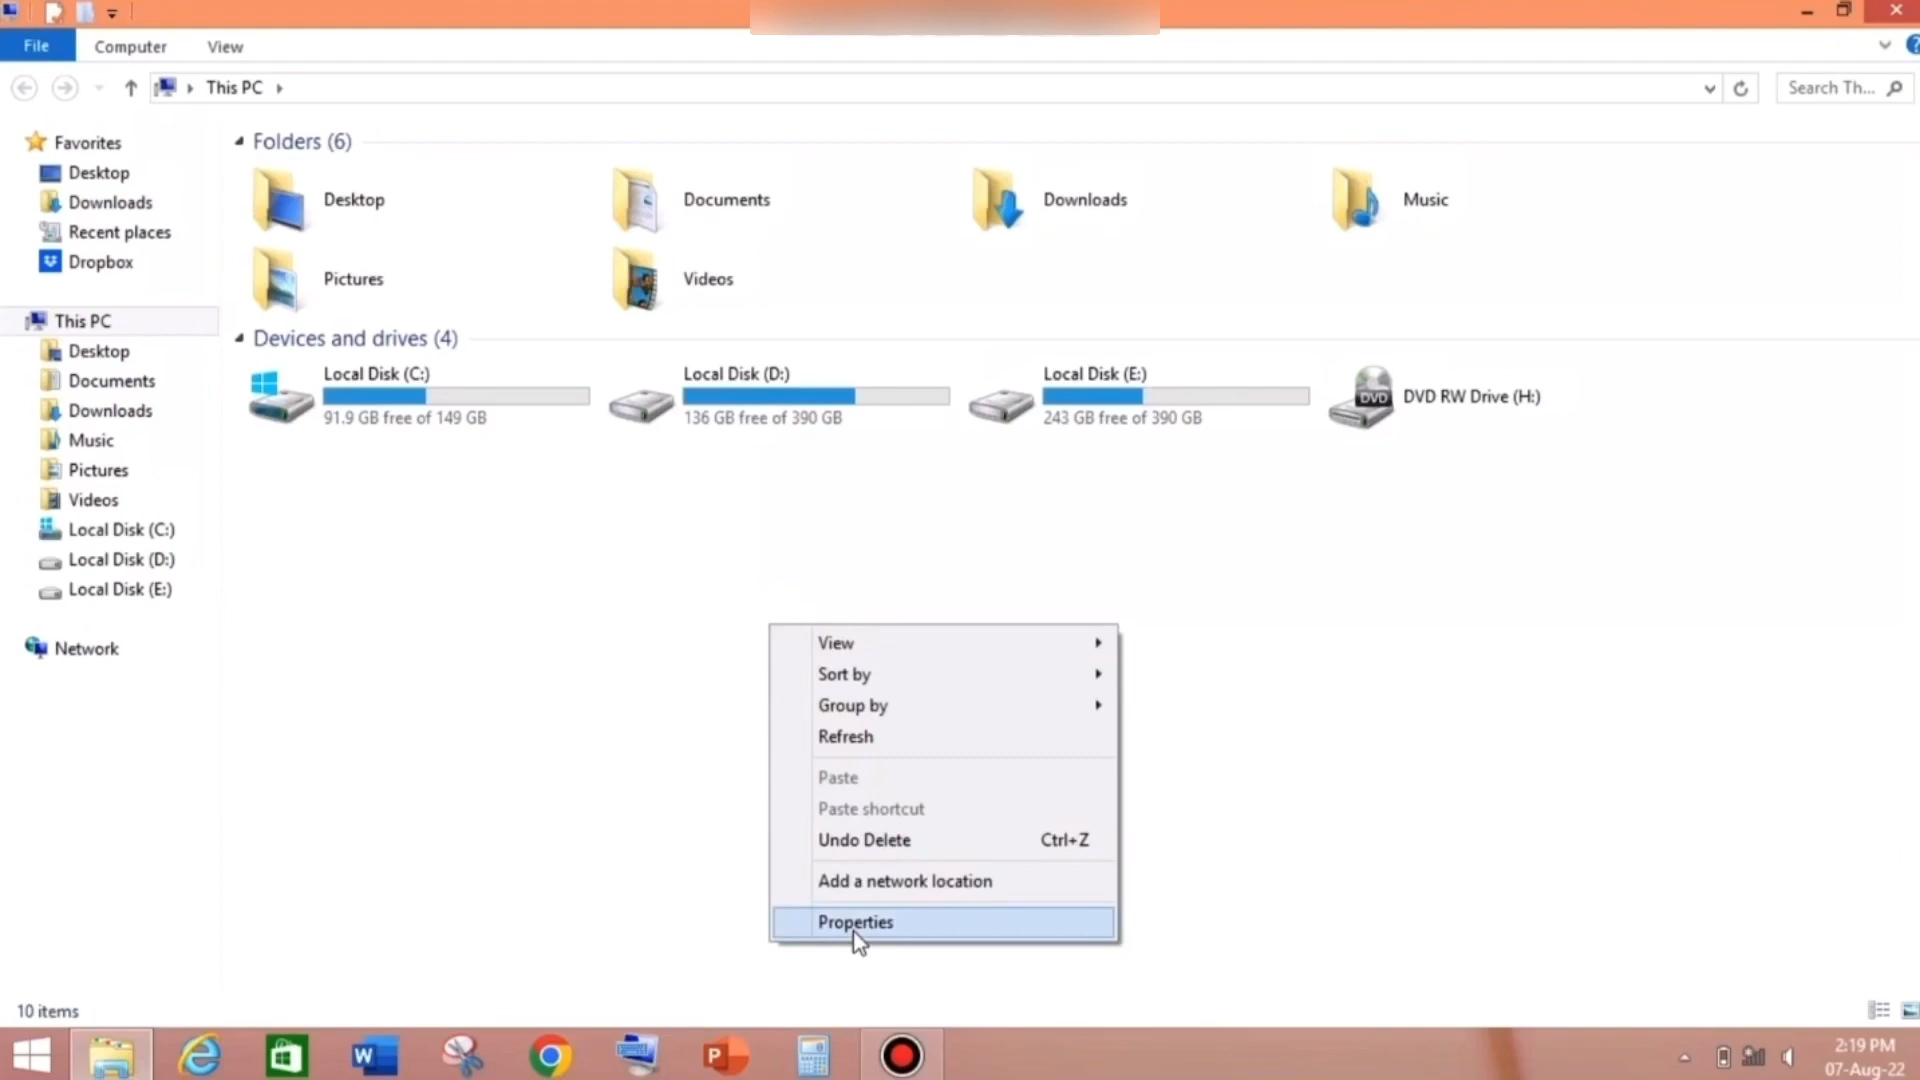 File
Computer
View
This PC
Search Th...
Favorites
Desktop
Downloads
Recent places
Dropbox
This PC
Desktop
Documents
Downloads
Music
Pictures
Videos
Local Disk (C:)
Local Disk (D:)
Local Disk (E:)
Network
Folders (6)
Desktop
Documents
Downloads
Music
Pictures
Videos
Devices and drives (4)
Local Disk (C:)
91.9 GB free of 149 GB
Local Disk (D:)
136 GB free of 390 GB
Local Disk (E:)
243 GB free of 390 GB
DVD
DVD RW Drive (H:)
View
Sort by
Group by
Refresh
Paste
Paste shortcut
Undo Delete Ctrl+Z
Add a network location
Properties
10 items
W
P
2:19 PM
07-Aug-22